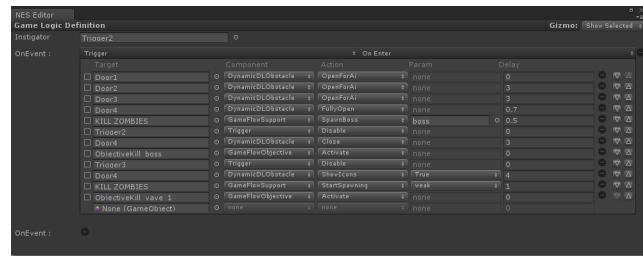 NES Editor
Game Logic Definition Gizmo: Show Selected
Instigator Trigger2
OnEvent : Trigger On Enter
Target Component Action Param Delay
Door1 DynamicDLObstacle OpenForAi none 0
Door2 DynamicDLObstacle OpenForAi none 3
Door3 DynamicDLObstacle OpenForAi none 3
Door4 DynamicDLObstacle FullyOpen none 0.7
KILL ZOMBIES GameFlowSupport SpawnBoss boss 0.5
Trigger2 Trigger Disable none 0
Door4 DynamicDLObstacle Close none 3
ObjectiveKill boss GameFlowObjective Activate none 0
Trigger3 Trigger Disable none 0
Door4 DynamicDLObstacle ShowIcons True 4
KILL ZOMBIES GameFlowSupport StartSpawning weak 1
ObjectiveKill vave 1 GameFlowObjective Activate none 0
None (GameObject) none none none 0
OnEvent :